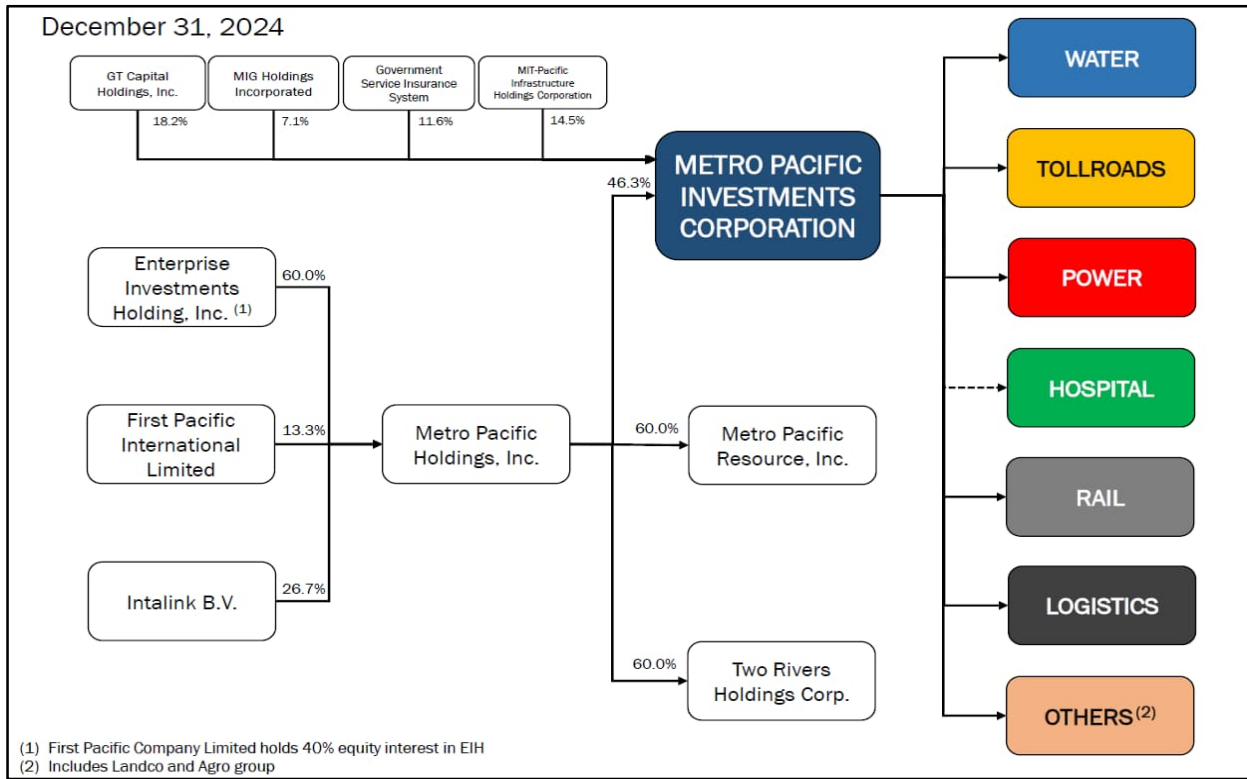 December 31, 2024
GT Capital
Holdings, Inc.
MIG Holdings
Incorporated
Government
Service Insurance
System
MIT-Pacific
Infrastructure
Holdings Corporation
18.2%
7.1%
11.6%
14.5%
METRO PACIFIC
INVESTMENTS
CORPORATION
46.3%
Enterprise
Investments
Holding, Inc. (1)
60.0%
First Pacific
International
Limited
13.3%
Intalink B.V.
26.7%
Metro Pacific
Holdings, Inc.
60.0%
Metro Pacific
Resource, Inc.
60.0%
Two Rivers
Holdings Corp.
WATER
TOLLROADS
POWER
HOSPITAL
RAIL
LOGISTICS
OTHERS (2)
(1) First Pacific Company Limited holds 40% equity interest in EIH
(2) Includes Landco and Agro group